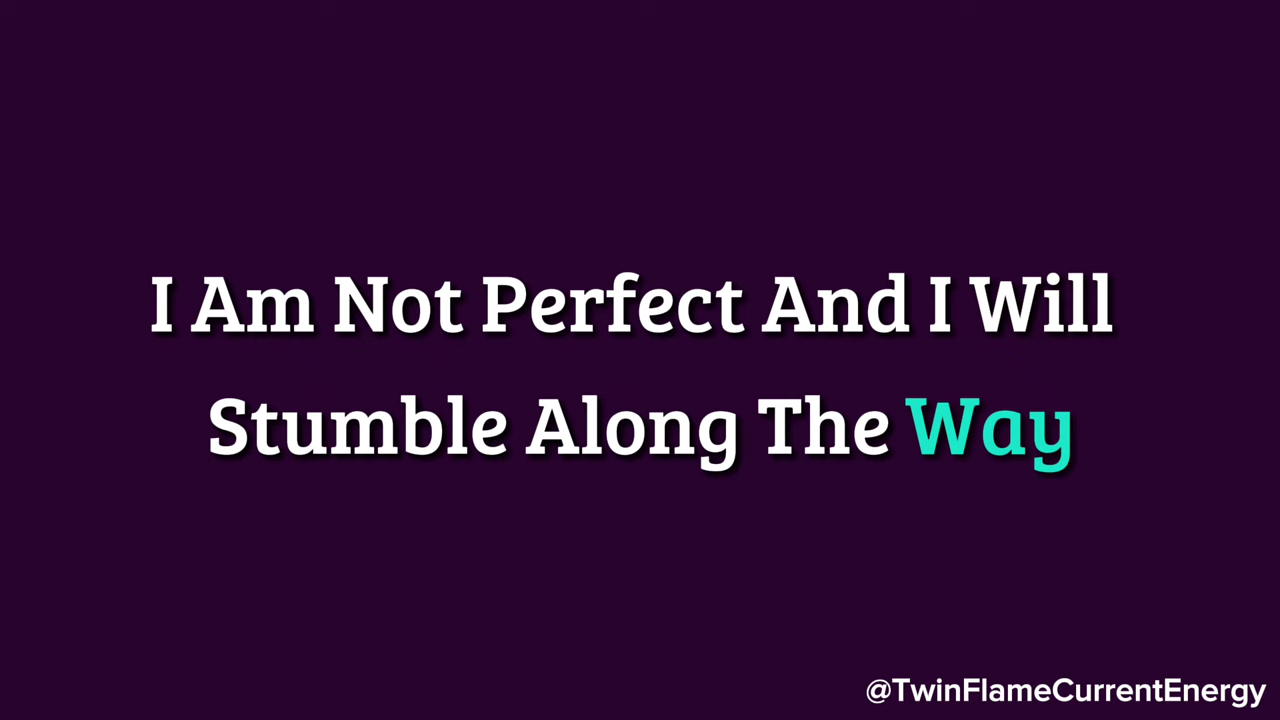 I Am Not Perfect And I Will
Stumble Along The Way
@TwinFlameCurrentEnergy